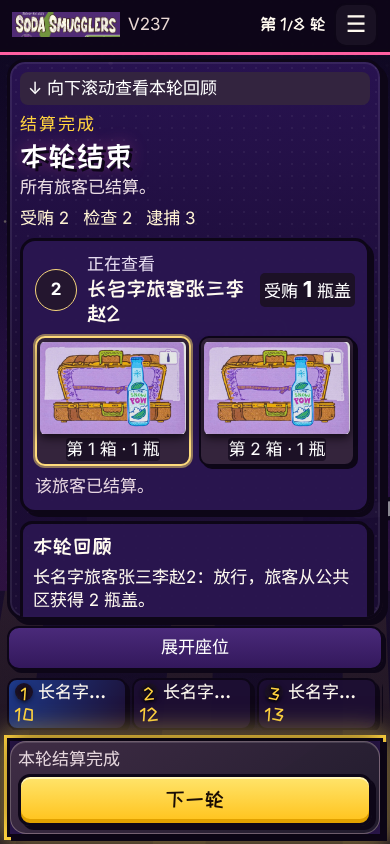 SODA SMUGGLERS V237 第 1/8 轮 ☰
↓ 向下滚动查看本轮回顾
结算完成
本轮结束
所有旅客已结算。
受贿 2 检查 2 逮捕 3
正在查看
2 长名字旅客张三李
赵2
受贿 1 瓶盖
第 1 箱 · 1 瓶 第 2 箱 · 1 瓶
该旅客已结算。
本轮回顾
长名字旅客张三李赵2：放行，旅客从公共
区获得 2 瓶盖。
展开座位
1 长名字... 2 长名字... 3 长名字...
10 12 13
本轮结算完成
下一轮